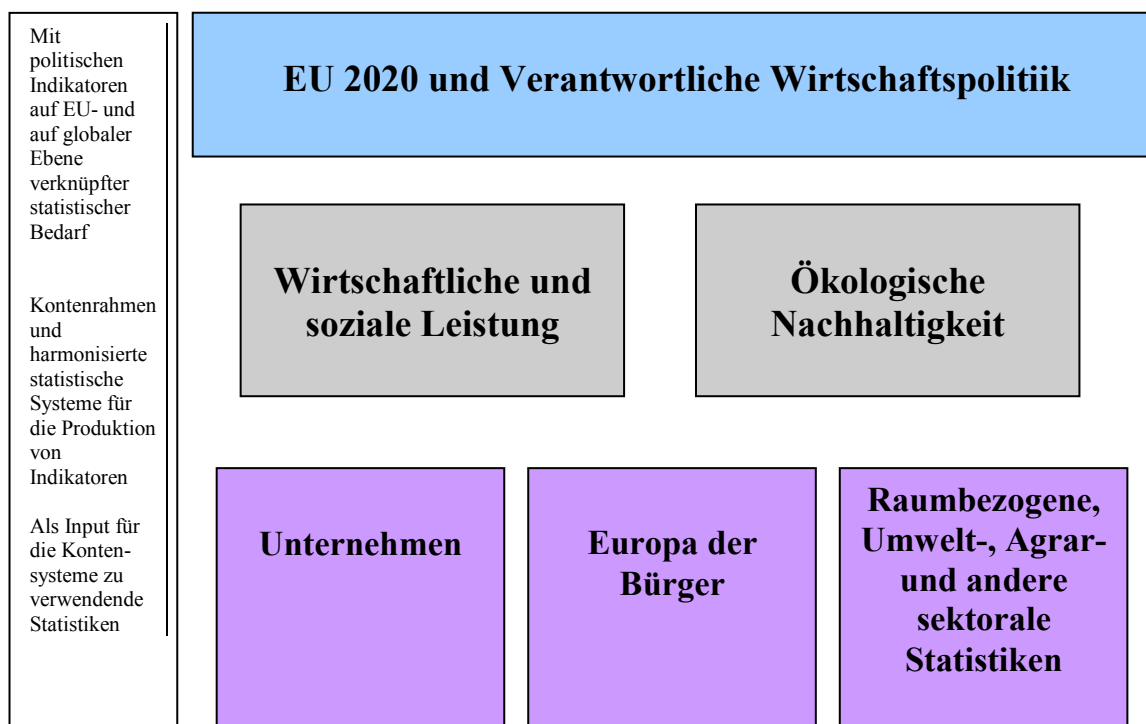 Mit
politischen
Indikatoren
auf EU- und
auf globaler
Ebene
verknüpfter
statistischer
Bedarf
Kontenrahmen
und
harmonisierte
statistische
Systeme für
die Produktion
von
Indikatoren
Als Input für
die Konten-
systeme zu
verwendende
Statistiken
EU 2020 und Verantwortliche Wirtschaftspolitiik
Wirtschaftliche und
soziale Leistung
Ökologische
Nachhaltigkeit
Unternehmen
Europa der
Bürger
Raumbezogene,
Umwelt-, Agrar-
und andere
sektorale
Statistiken